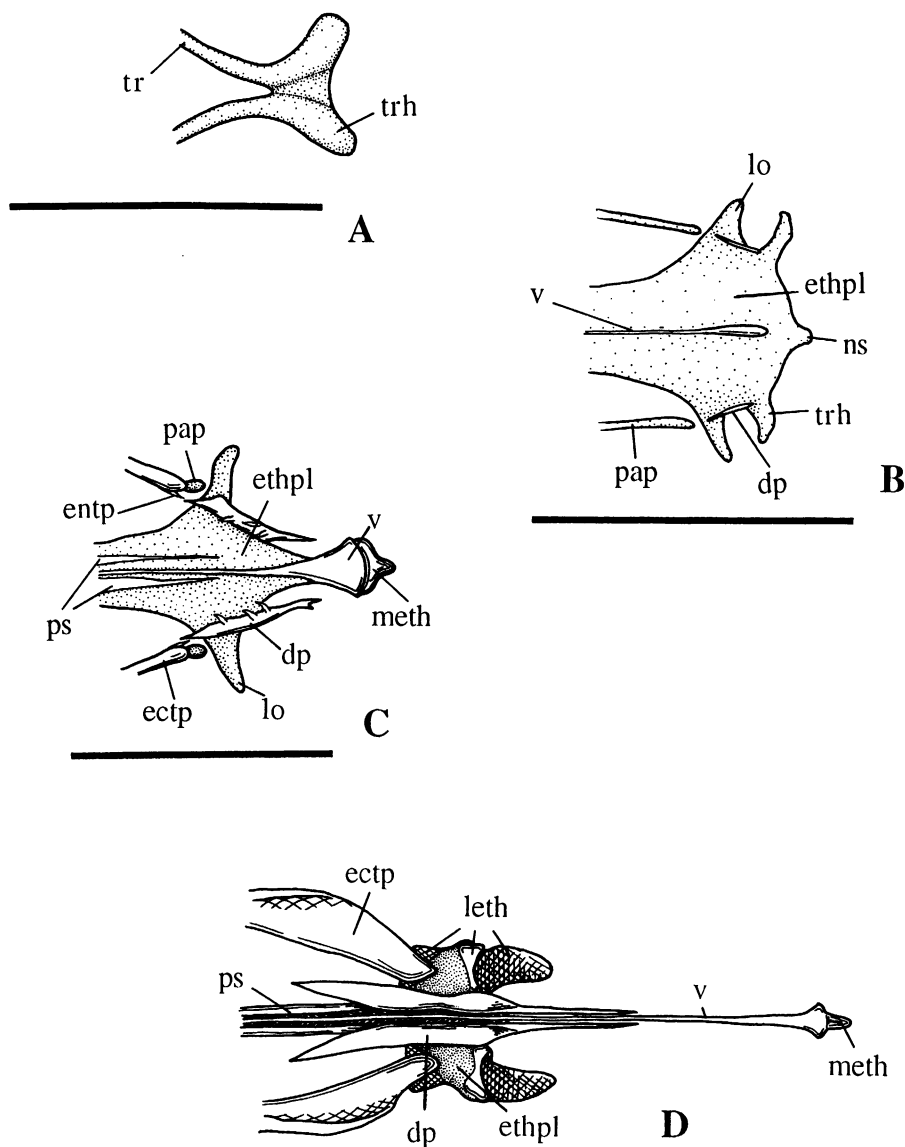 tr
trh
A
lo
v
ethpl
ns
trh
pap
dp
B
pap
ethpl
entp
v
ps
meth
dp
ectp
lo
C
ectp
leth
ps
v
meth
dp
ethpl
D